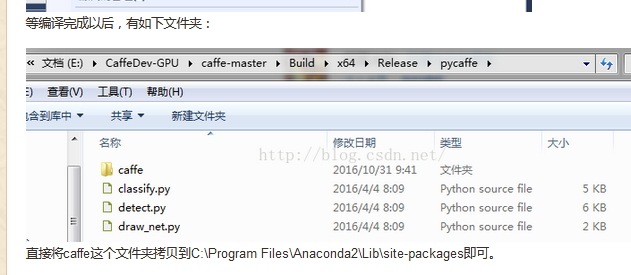 等编译完成以后，有如下文件夹：
« 文档 (E:) ▸ CaffeDev-GPU ▸ caffe-master ▸ Build ▸ x64 ▸ Release ▸ pycaffe
E) 查看(V) 工具(T) 帮助(H)
包含到库中 ▾ 共享 ▾ 新建文件夹
名称 修改日期 类型 大小
http://blog.csdn.net/
caffe 2016/10/31 9:41 文件夹
classify.py 2016/4/4 8:09 Python source file 5 KB
detect.py 2016/4/4 8:09 Python source file 6 KB
draw_net.py 2016/4/4 8:09 Python source file 2 KB
直接将caffe这个文件夹拷贝到C:\Program Files\Anaconda2\Lib\site-packages即可。